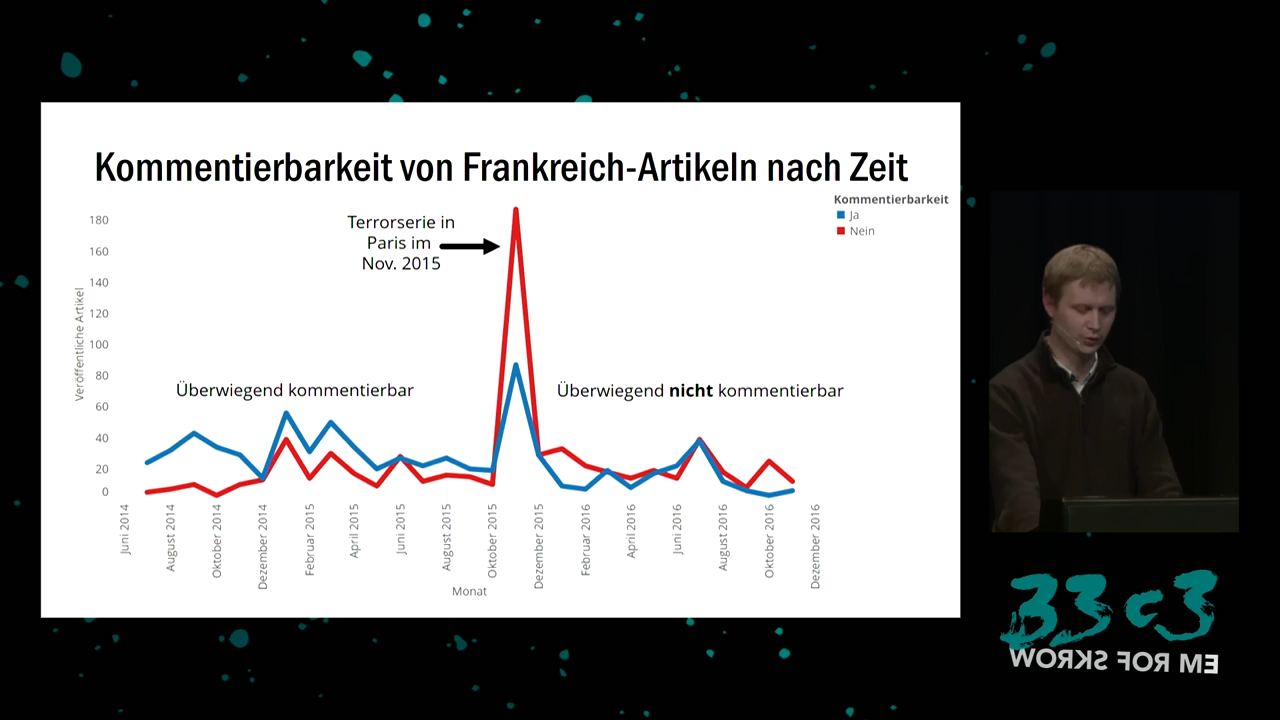 Kommentierbarkeit von Frankreich-Artikeln nach Zeit
Kommentierbarkeit
Ja
Nein
Terrorserie in
Paris im
Nov. 2015
Überwiegend kommentierbar
Überwiegend nicht kommentierbar
Veröffentliche Artikel
180
160
140
120
100
80
60
40
20
0
Juni 2014
August 2014
Oktober 2014
Dezember 2014
Februar 2015
April 2015
Juni 2015
August 2015
Oktober 2015
Dezember 2015
Februar 2016
April 2016
Juni 2016
August 2016
Oktober 2016
Dezember 2016
Monat
33c3
WORKS FOR ME